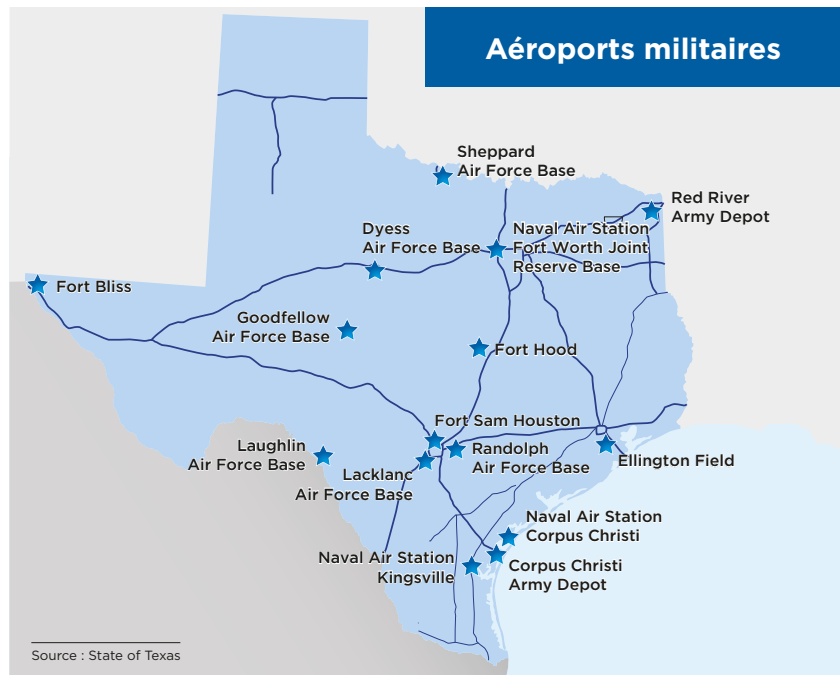 Aéroports militaires
Sheppard
Air Force Base
Red River
Army Depot
Dyess
Air Force Base
Naval Air Station
Fort Worth Joint
Reserve Base
Fort Bliss
Goodfellow
Air Force Base
Fort Hood
Fort Sam Houston
Laughlin
Air Force Base
Randolph
Air Force Base
Ellington Field
Lacklanc
Air Force Base
Naval Air Station
Corpus Christi
Naval Air Station
Kingsville
Corpus Christi
Army Depot
Source : State of Texas